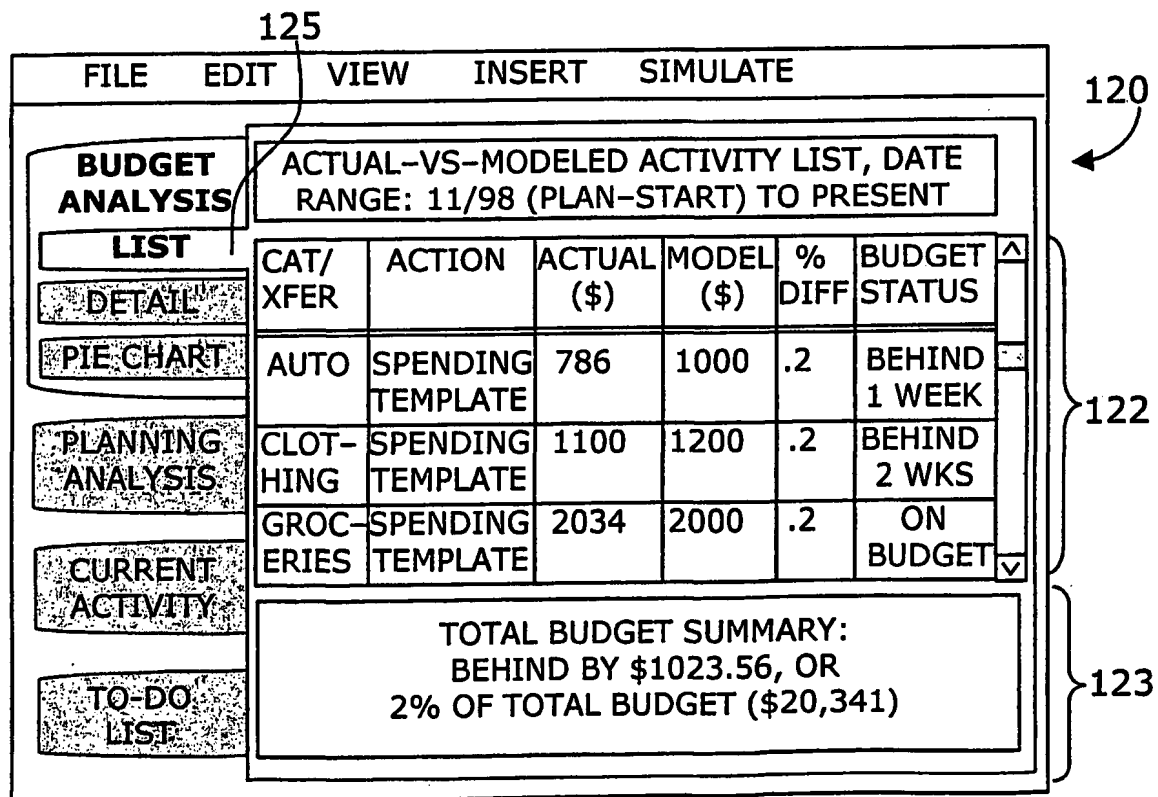 125
FILE EDIT VIEW INSERT SIMULATE
120
BUDGET
ANALYSIS
LIST
DETAIL
PIE CHART
PLANNING
ANALYSIS
CURRENT
ACTIVITY
TO-DO
LIST
ACTUAL-VS-MODELED ACTIVITY LIST, DATE
RANGE: 11/98 (PLAN-START) TO PRESENT
CAT/ ACTION ACTUAL MODEL % BUDGET
XFER ($) ($) DIFF STATUS
AUTO SPENDING 786 1000 .2 BEHIND
TEMPLATE 1 WEEK
CLOT- SPENDING 1100 1200 .2 BEHIND
HING TEMPLATE 2 WKS
GROC- SPENDING 2034 2000 .2 ON
ERIES TEMPLATE BUDGET
122
TOTAL BUDGET SUMMARY:
BEHIND BY $1023.56, OR
2% OF TOTAL BUDGET ($20,341)
123